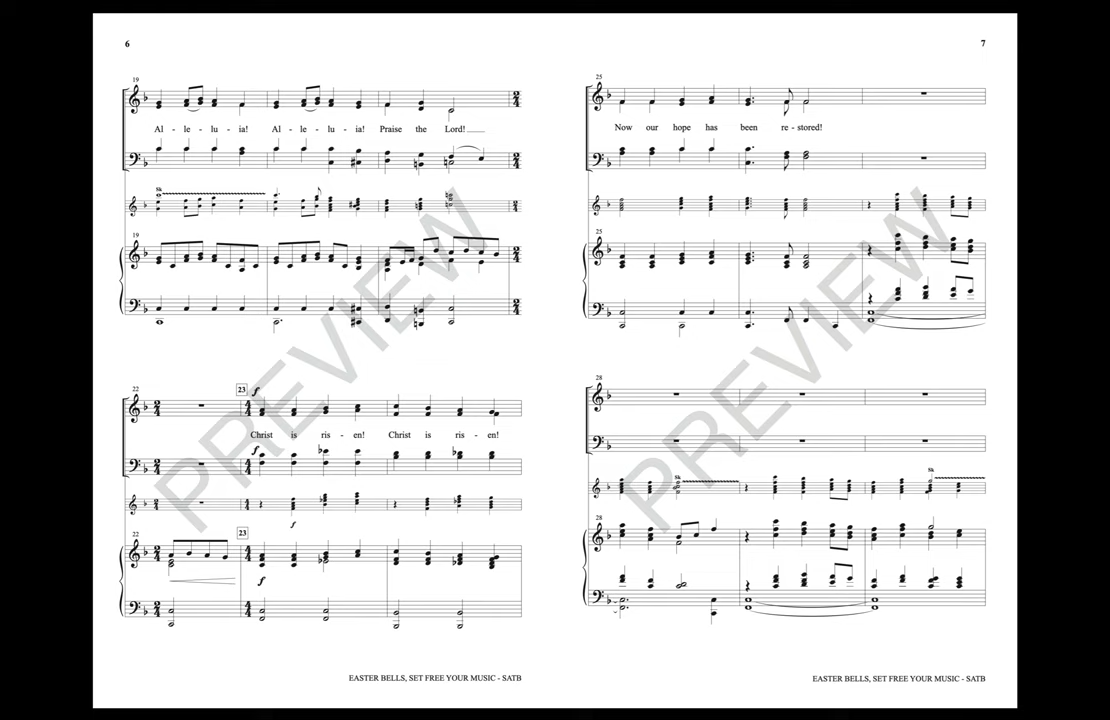 6
19
Al - le - lu - ia! Al - le - lu - ia! Praise the Lord!
Sk
19
22
23
f
Christ is ris - en! Christ is ris - en!
f
f
22
23
f
EASTER BELLS, SET FREE YOUR MUSIC - SATB
7
25
Now our hope has been re - stored!
25
28
Sk
Sk
28
EASTER BELLS, SET FREE YOUR MUSIC - SATB
PREVIEW
PREVIEW